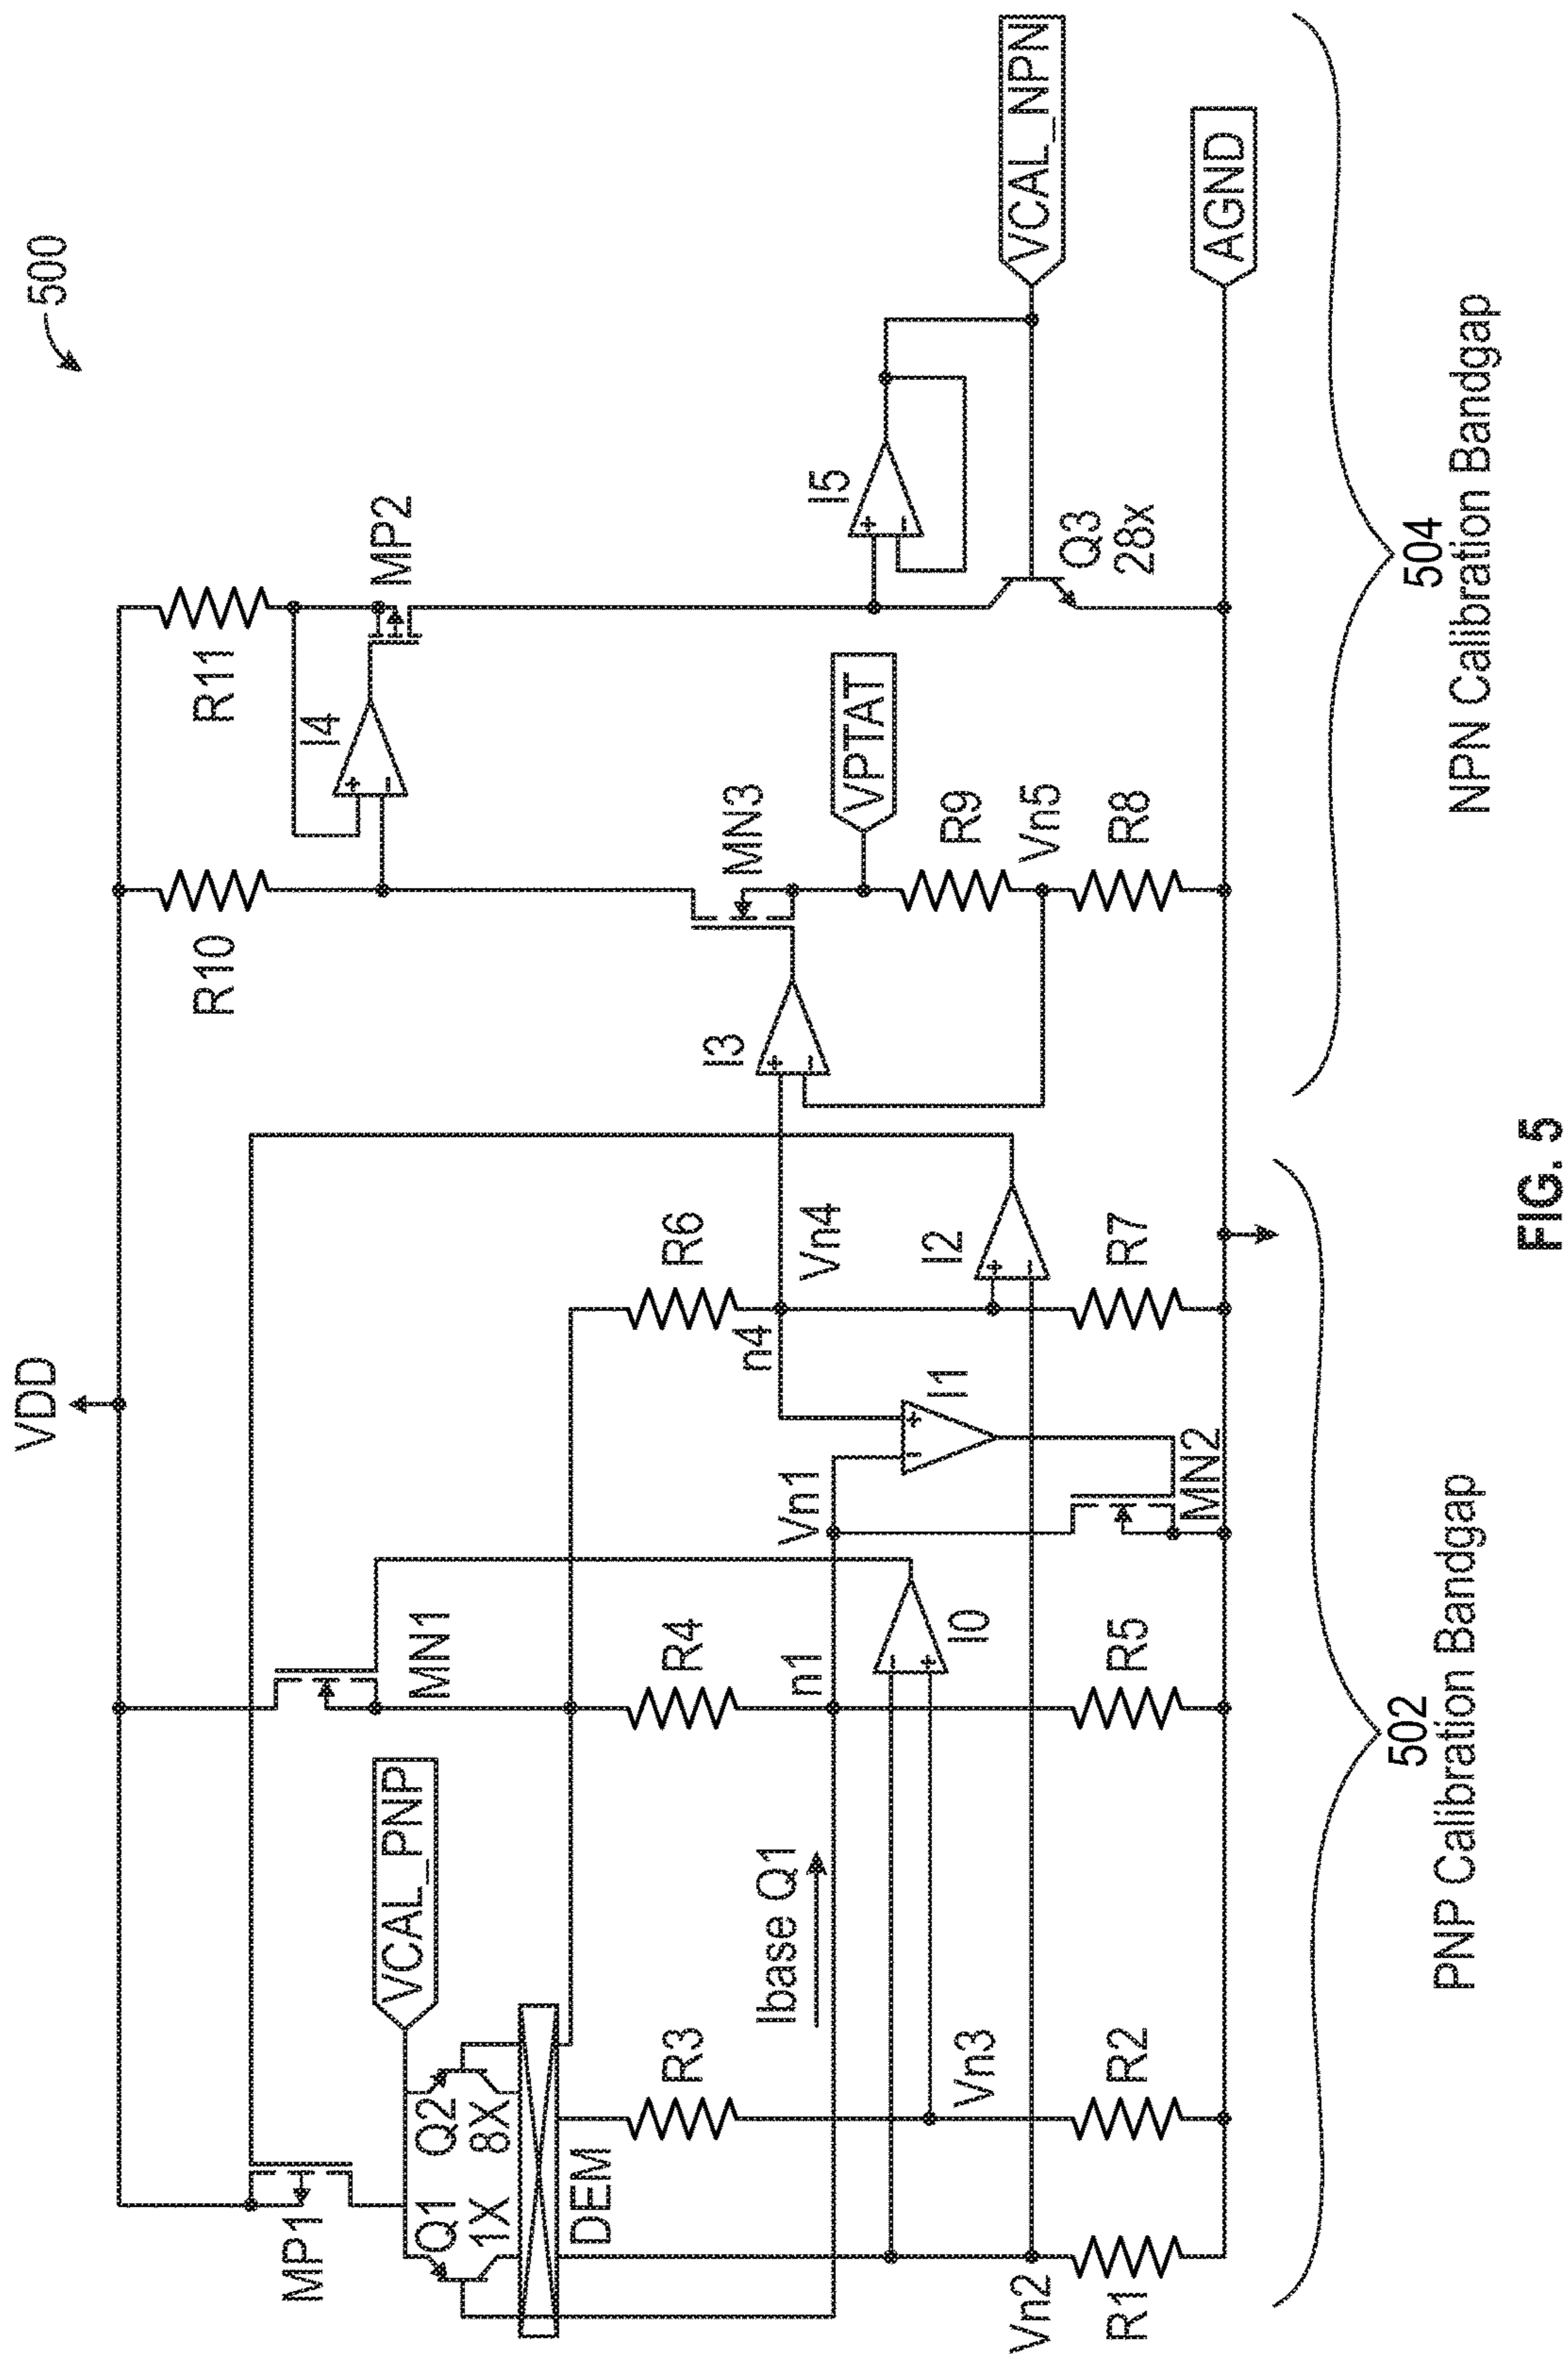 500
VDD
R11
MP2
I4
R10
I5
VCAL_NPN
AGND
Q3
28x
VPTAT
MN3
R9
Vn5
R8
I3
R6
Vn4
n4
I2
R7
I1
Vn1
MN2
MN1
R4
n1
I0
R5
VCAL_PNP
Ibase Q1
MP1
Q1
1X
Q2
8X
DEM
R3
Vn3
R2
Vn2
R1
502
PNP Calibration Bandgap
504
NPN Calibration Bandgap
+
−
+
−
+
−
+
−
+
−
−
+
FIG. 5